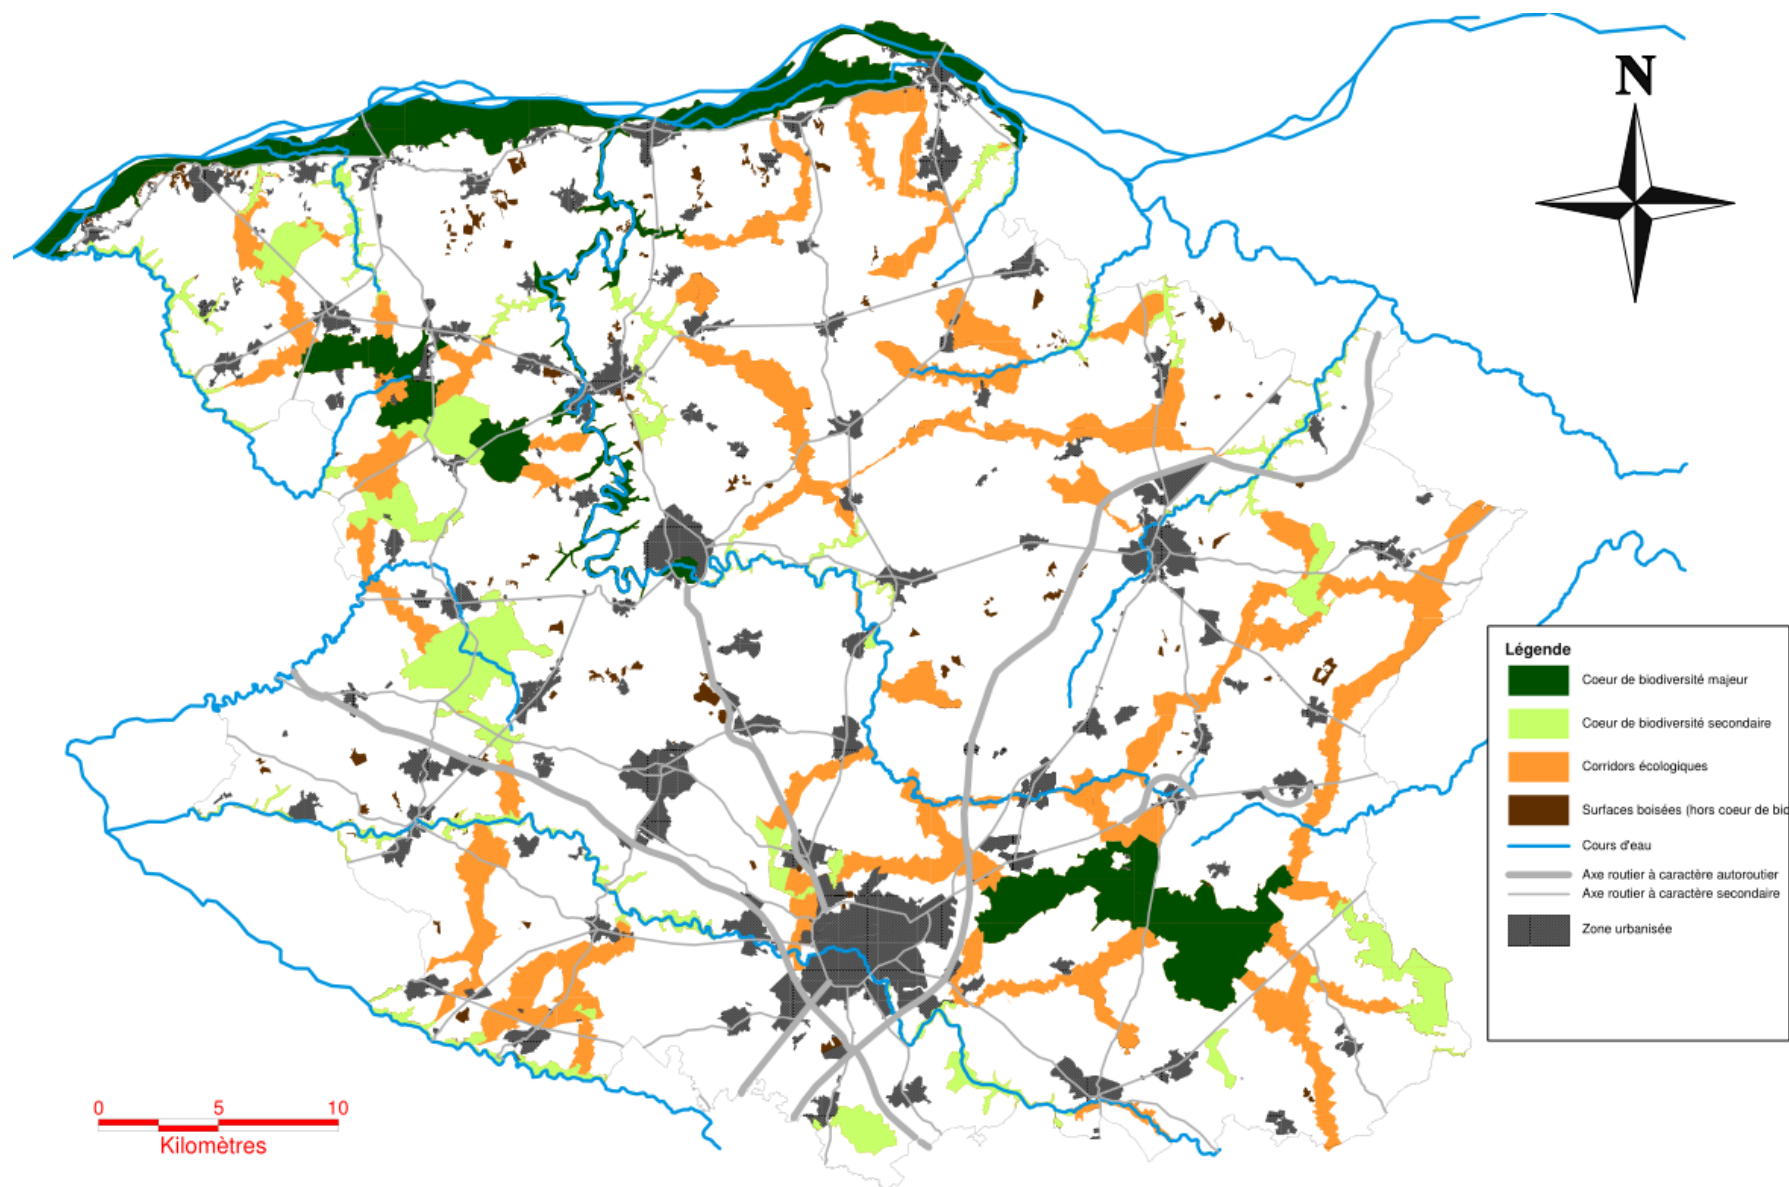 N
Légende
Coeur de biodiversité majeur
Coeur de biodiversité secondaire
Corridors écologiques
Surfaces boisées (hors coeur de bio
Cours d'eau
Axe routier à caractère autoroutier
Axe routier à caractère secondaire
Zone urbanisée
0 5 10
Kilomètres